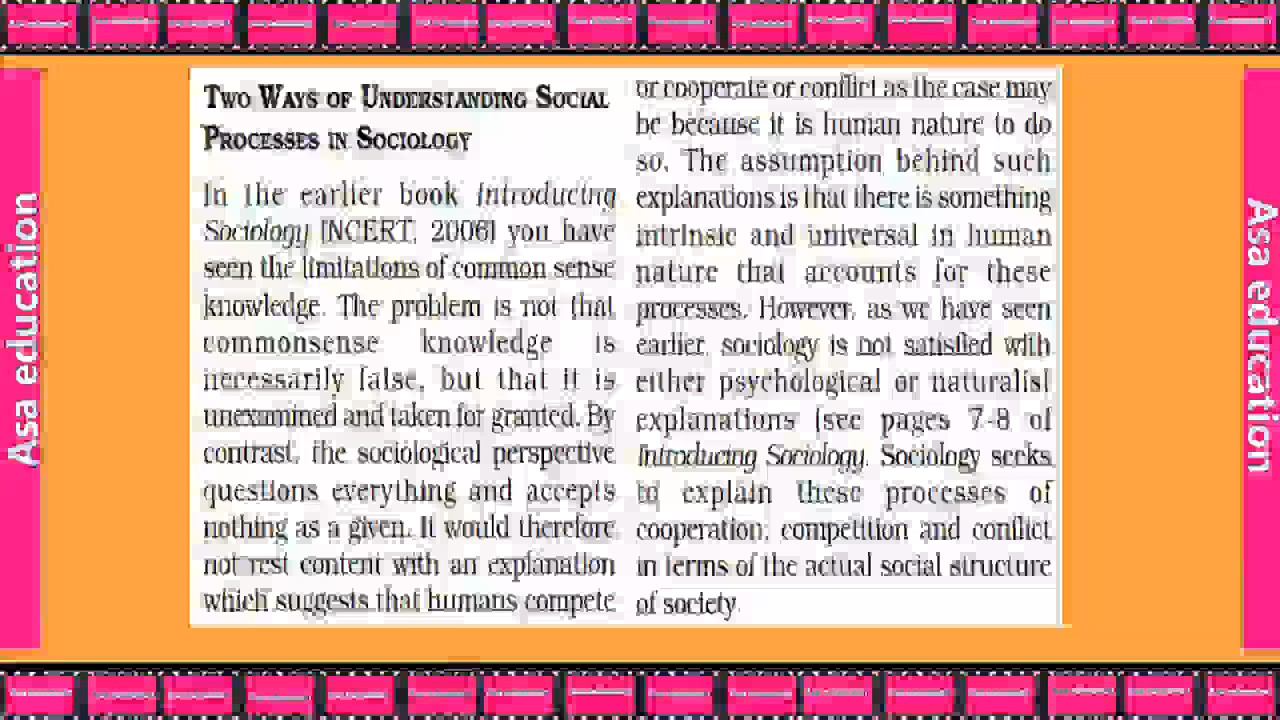 Two Ways of Understanding Social
Processes in Sociology
In the earlier book Introducing
Sociology (NCERT, 2006) you have
seen the limitations of common sense
knowledge. The problem is not that
commonsense knowledge is
necessarily false, but that it is
unexamined and taken for granted. By
contrast, the sociological perspective
questions everything and accepts
nothing as a given. It would therefore
not rest content with an explanation
which suggests that humans compete
or cooperate or conflict as the case may
be because it is human nature to do
so. The assumption behind such
explanations is that there is something
intrinsic and universal in human
nature that accounts for these
processes. However, as we have seen
earlier, sociology is not satisfied with
either psychological or naturalist
explanations (see pages 7-8 of
Introducing Sociology. Sociology seeks
to explain these processes of
cooperation, competition and conflict
in terms of the actual social structure
of society
Asa education
Asa education